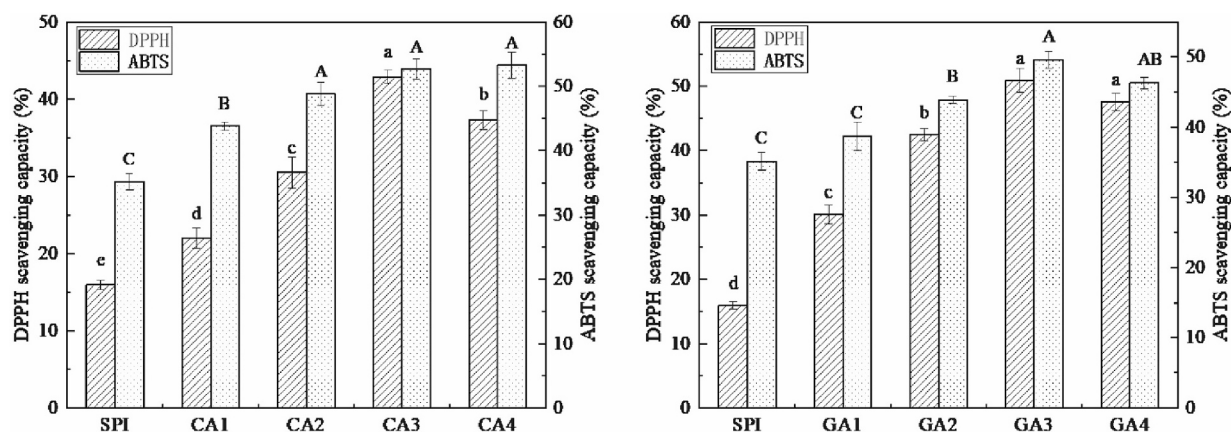 DPPH scavenging capacity (%)
50
40
30
20
10
0
DPPH
ABTS
e
C
d
B
c
A
a
A
b
A
SPI
CA1
CA2
CA3
CA4
60
50
40
30
20
10
0
ABTS scavenging capacity (%)
DPPH scavenging capacity (%)
60
50
40
30
20
10
0
DPPH
ABTS
d
C
c
C
b
B
a
A
a
AB
SPI
GA1
GA2
GA3
GA4
50
40
30
20
10
0
ABTS scavenging capacity (%)